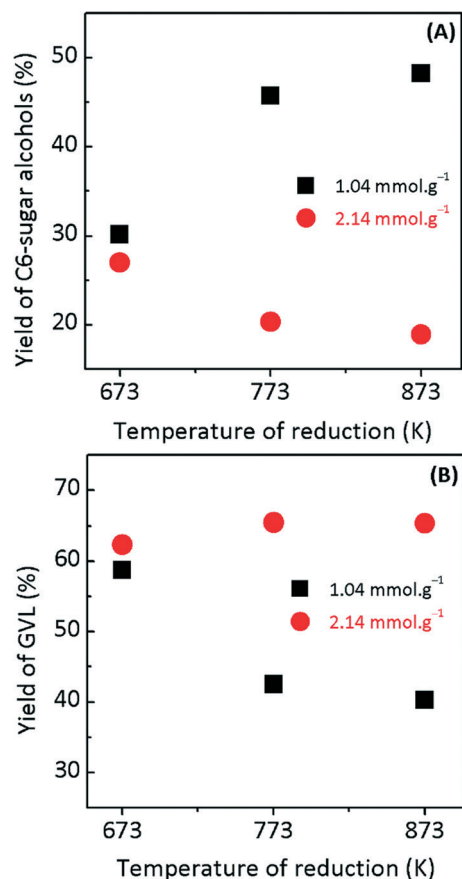 (A)
Yield of C6-sugar alcohols (%)
50
40
30
20
1.04 mmol.g⁻¹
2.14 mmol.g⁻¹
673 773 873
Temperature of reduction (K)
(B)
Yield of GVL (%)
70
60
50
40
30
1.04 mmol.g⁻¹
2.14 mmol.g⁻¹
673 773 873
Temperature of reduction (K)